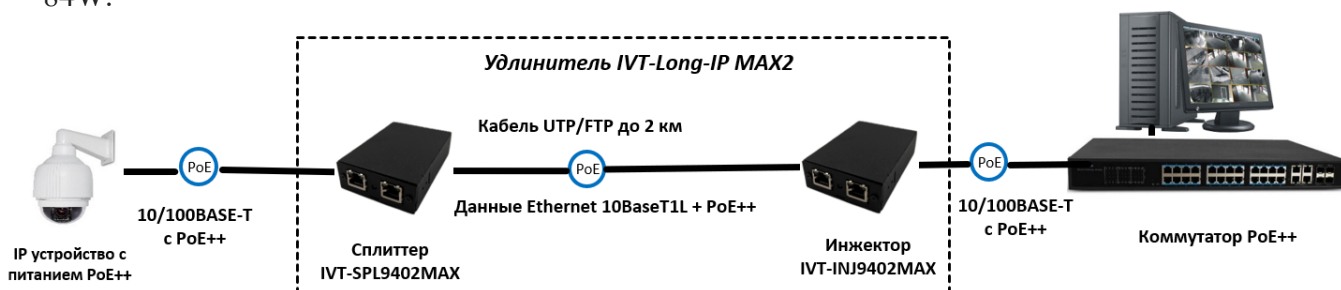 84W.
Удлинитель IVT-Long-IP MAX2
Кабель UTP/FTP до 2 км
PoE
PoE
PoE
10/100BASE-T
с PoE++
Данные Ethernet 10BaseT1L + PoE++
10/100BASE-T
с PoE++
IP устройство с
питанием PoE++
Сплиттер
IVT-SPL9402MAX
Инжектор
IVT-INJ9402MAX
Коммутатор PoE++